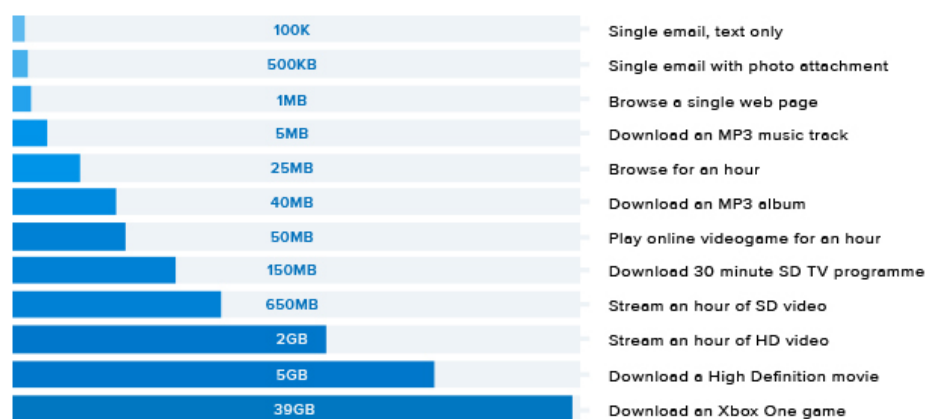 100K Single email, text only
500KB Single email with photo attachment
1MB Browse a single web page
5MB Download an MP3 music track
25MB Browse for an hour
40MB Download an MP3 album
50MB Play online videogame for an hour
150MB Download 30 minute SD TV programme
650MB Stream an hour of SD video
2GB Stream an hour of HD video
5GB Download a High Definition movie
39GB Download an Xbox One game